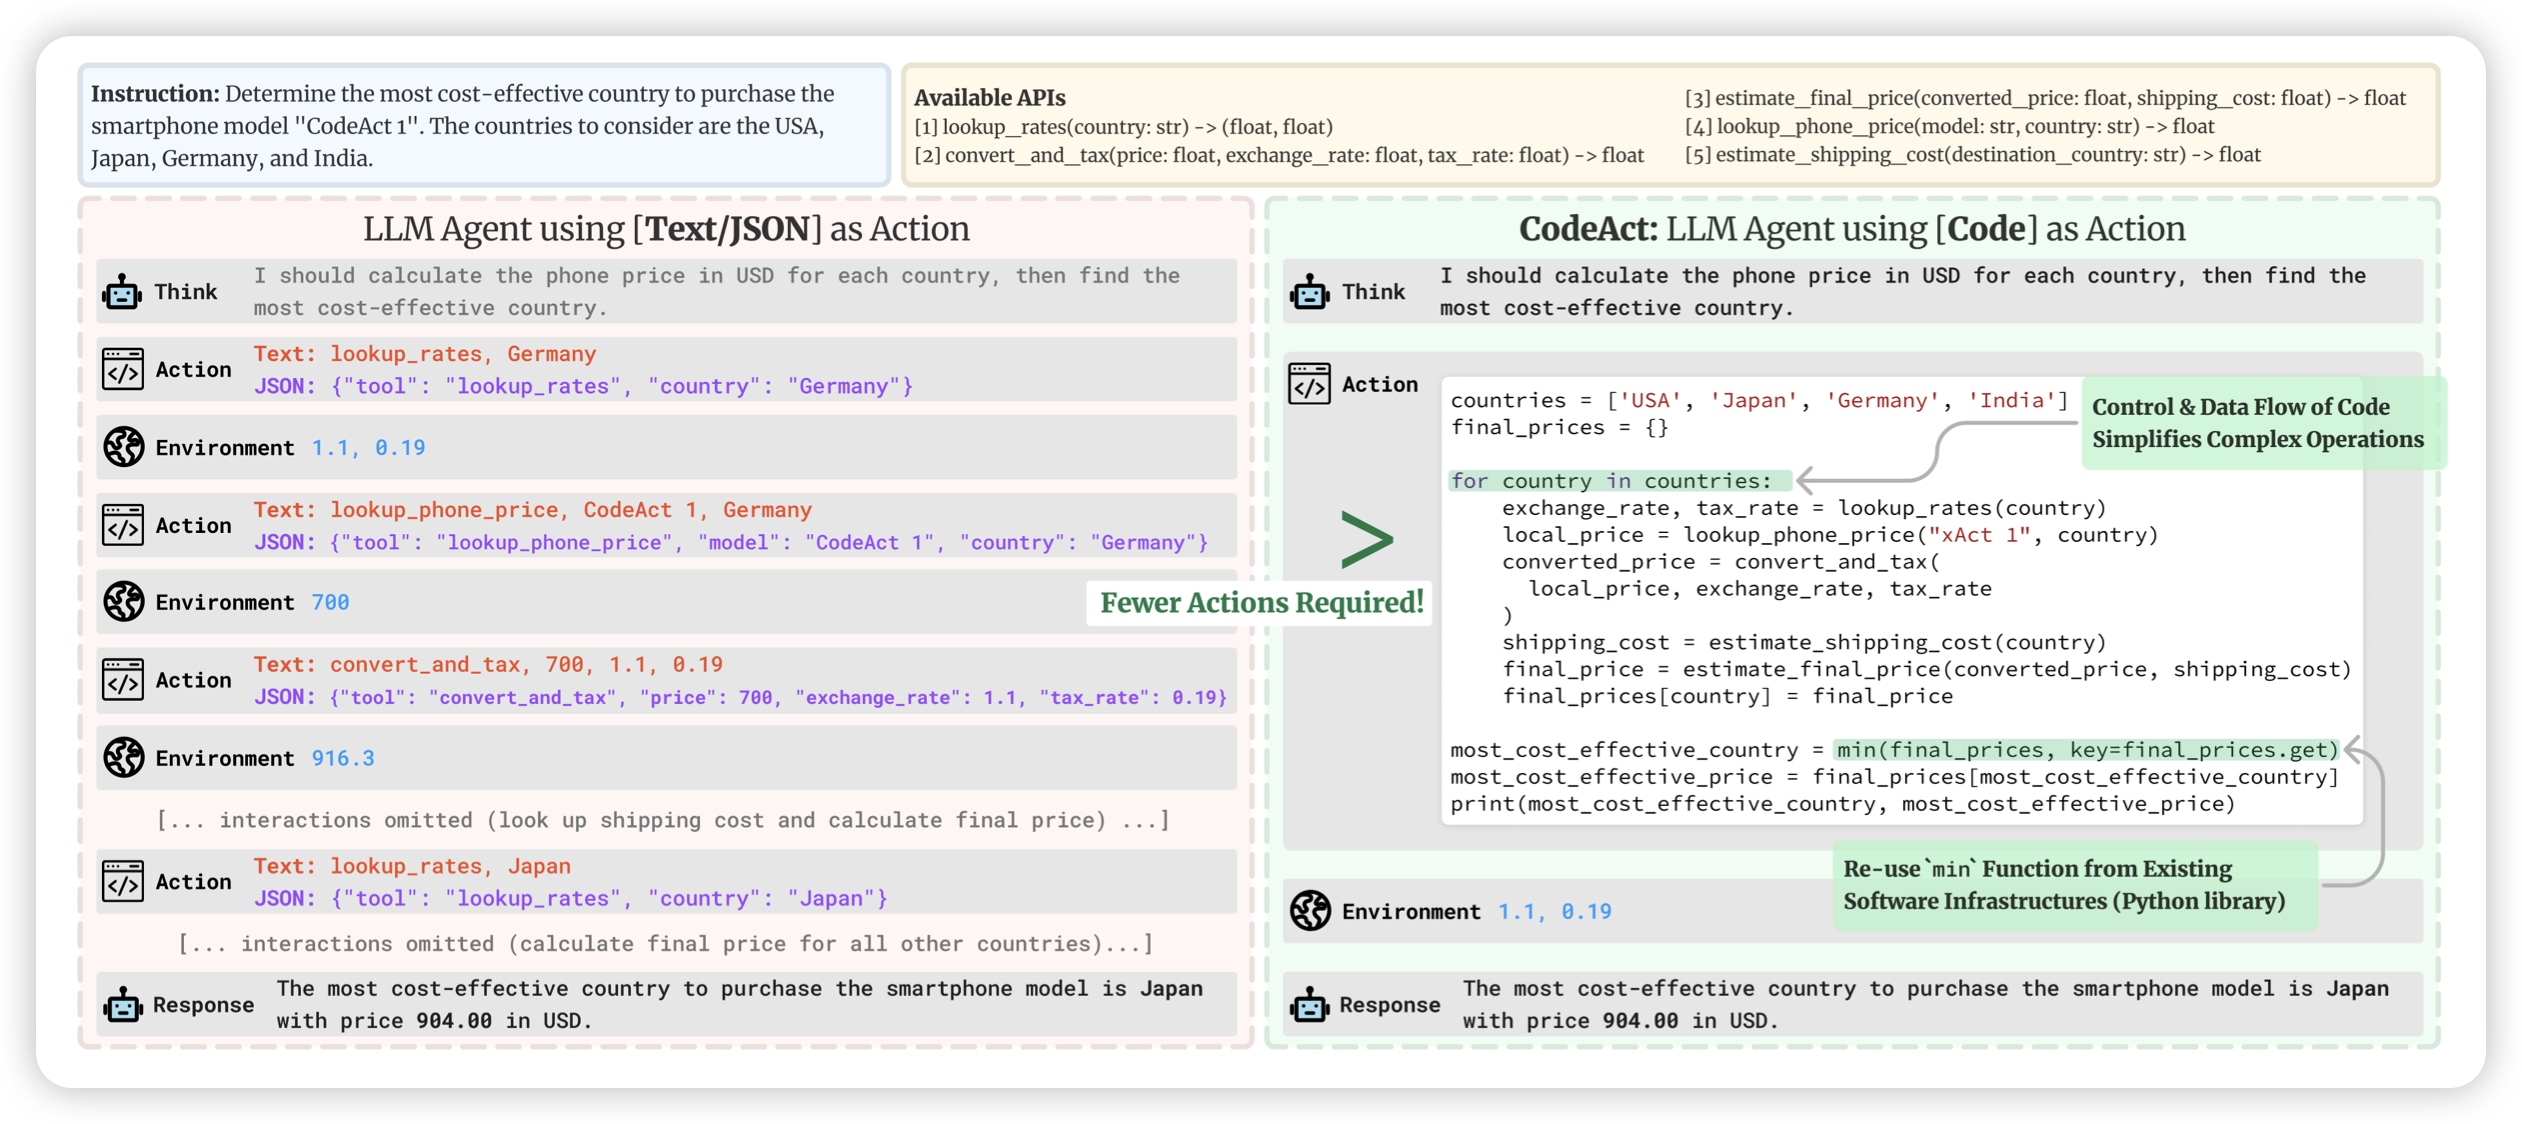 Instruction: Determine the most cost-effective country to purchase the
smartphone model "CodeAct 1". The countries to consider are the USA,
Japan, Germany, and India.
Available APIs
[1] lookup_rates(country: str) -> (float, float)
[2] convert_and_tax(price: float, exchange_rate: float, tax_rate: float) -> float
[3] estimate_final_price(converted_price: float, shipping_cost: float) -> float
[4] lookup_phone_price(model: str, country: str) -> float
[5] estimate_shipping_cost(destination_country: str) -> float
LLM Agent using [Text/JSON] as Action
Think
I should calculate the phone price in USD for each country, then find the
most cost-effective country.
Action
Text: lookup_rates, Germany
JSON: {"tool": "lookup_rates", "country": "Germany"}
Environment 1.1, 0.19
Action
Text: lookup_phone_price, CodeAct 1, Germany
JSON: {"tool": "lookup_phone_price", "model": "CodeAct 1", "country": "Germany"}
Environment 700
Action
Text: convert_and_tax, 700, 1.1, 0.19
JSON: {"tool": "convert_and_tax", "price": 700, "exchange_rate": 1.1, "tax_rate": 0.19}
Environment 916.3
[... interactions omitted (look up shipping cost and calculate final price) ...]
Action
Text: lookup_rates, Japan
JSON: {"tool": "lookup_rates", "country": "Japan"}
[... interactions omitted (calculate final price for all other countries)...]
Response
The most cost-effective country to purchase the smartphone model is Japan
with price 904.00 in USD.
>
Fewer Actions Required!
CodeAct: LLM Agent using [Code] as Action
Think
I should calculate the phone price in USD for each country, then find the
most cost-effective country.
Action
countries = ['USA', 'Japan', 'Germany', 'India']
final_prices = {}
for country in countries:
exchange_rate, tax_rate = lookup_rates(country)
local_price = lookup_phone_price("xAct 1", country)
converted_price = convert_and_tax(
local_price, exchange_rate, tax_rate
)
shipping_cost = estimate_shipping_cost(country)
final_price = estimate_final_price(converted_price, shipping_cost)
final_prices[country] = final_price
most_cost_effective_country = min(final_prices, key=final_prices.get)
most_cost_effective_price = final_prices[most_cost_effective_country]
print(most_cost_effective_country, most_cost_effective_price)
Control & Data Flow of Code
Simplifies Complex Operations
Re-use `min` Function from Existing
Software Infrastructures (Python library)
Environment 1.1, 0.19
Response
The most cost-effective country to purchase the smartphone model is Japan
with price 904.00 in USD.